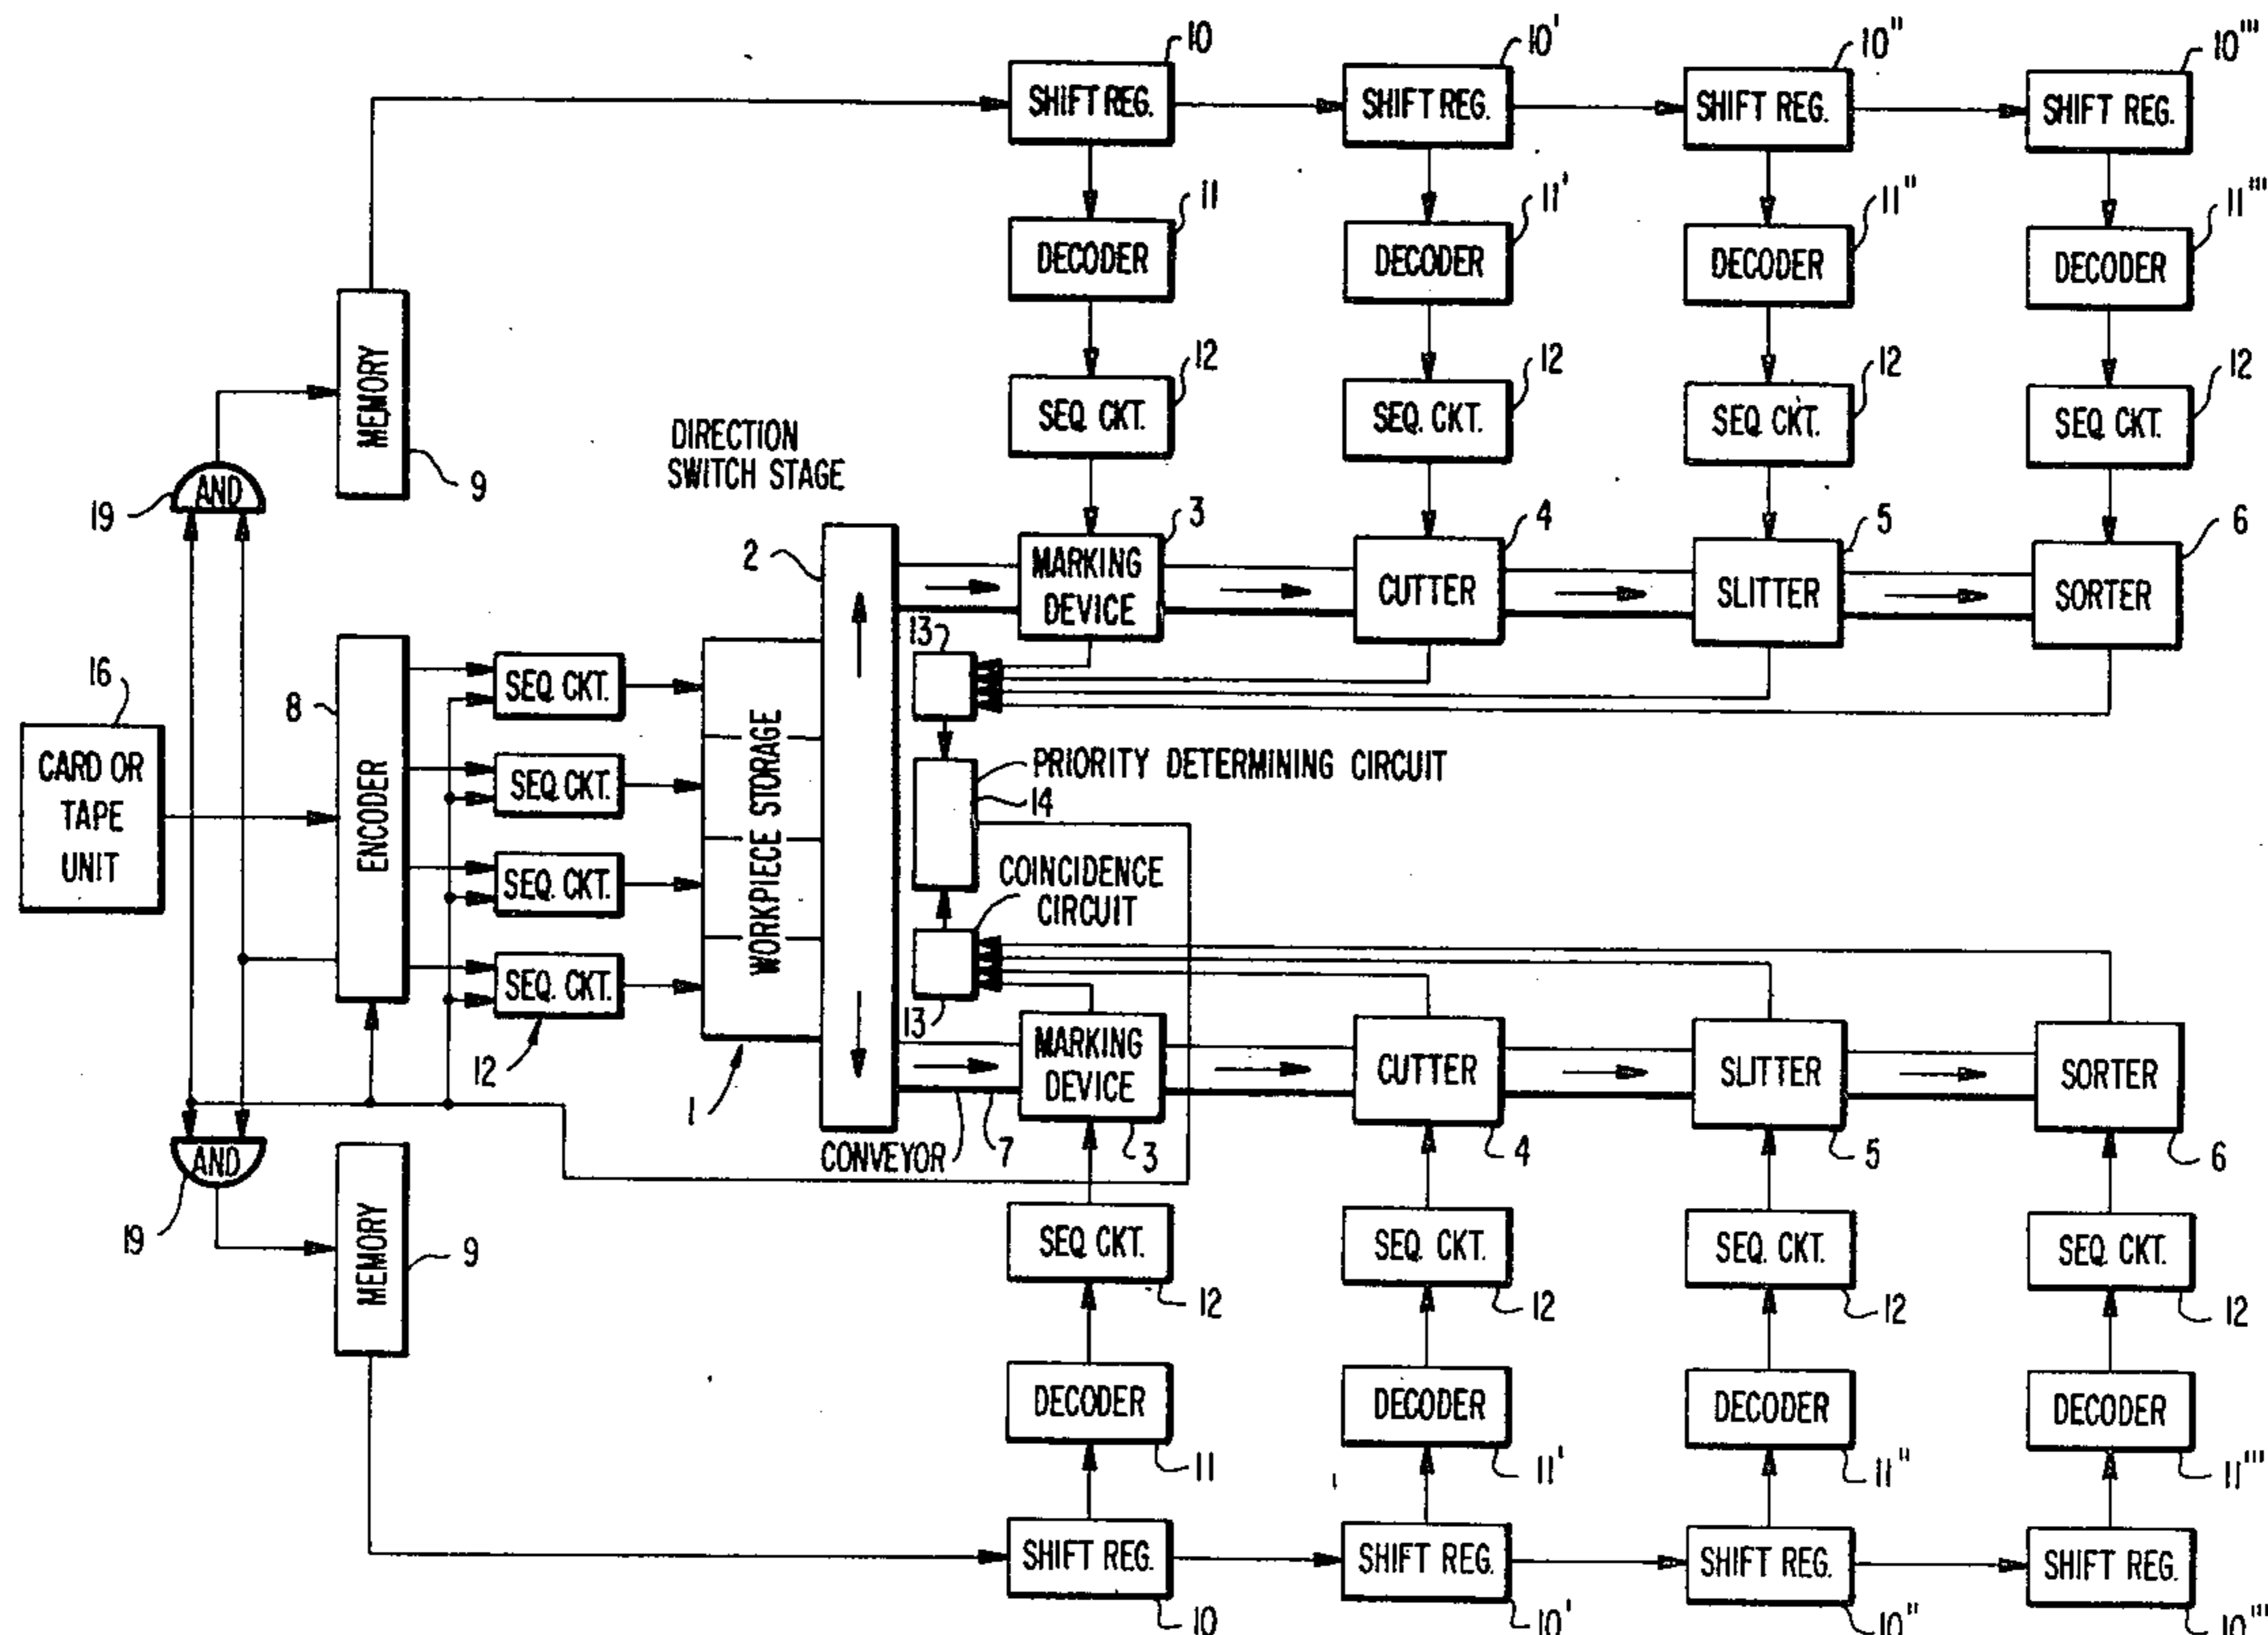 10
10'
10"
10'''
SHIFT REG.
SHIFT REG.
SHIFT REG.
SHIFT REG.
11
11'
11"
11'''
DECODER
DECODER
DECODER
DECODER
12
12
12
12
SEQ. CKT.
SEQ. CKT.
SEQ. CKT.
SEQ. CKT.
MEMORY
9
AND
19
DIRECTION
SWITCH STAGE
2
3
4
5
6
MARKING
DEVICE
CUTTER
SLITTER
SORTER
13
16
CARD OR
TAPE
UNIT
8
ENCODER
SEQ. CKT.
SEQ. CKT.
SEQ. CKT.
SEQ. CKT.
12
WORKPIECE STORAGE
1
PRIORITY DETERMINING CIRCUIT
14
COINCIDENCE
CIRCUIT
13
MARKING
DEVICE
CUTTER
SLITTER
SORTER
CONVEYOR
7
3
4
5
6
AND
19
MEMORY
9
SEQ. CKT.
SEQ. CKT.
SEQ. CKT.
SEQ. CKT.
12
12
12
12
DECODER
DECODER
DECODER
DECODER
11
11'
11"
11'''
SHIFT REG.
SHIFT REG.
SHIFT REG.
SHIFT REG.
10
10'
10"
10'''